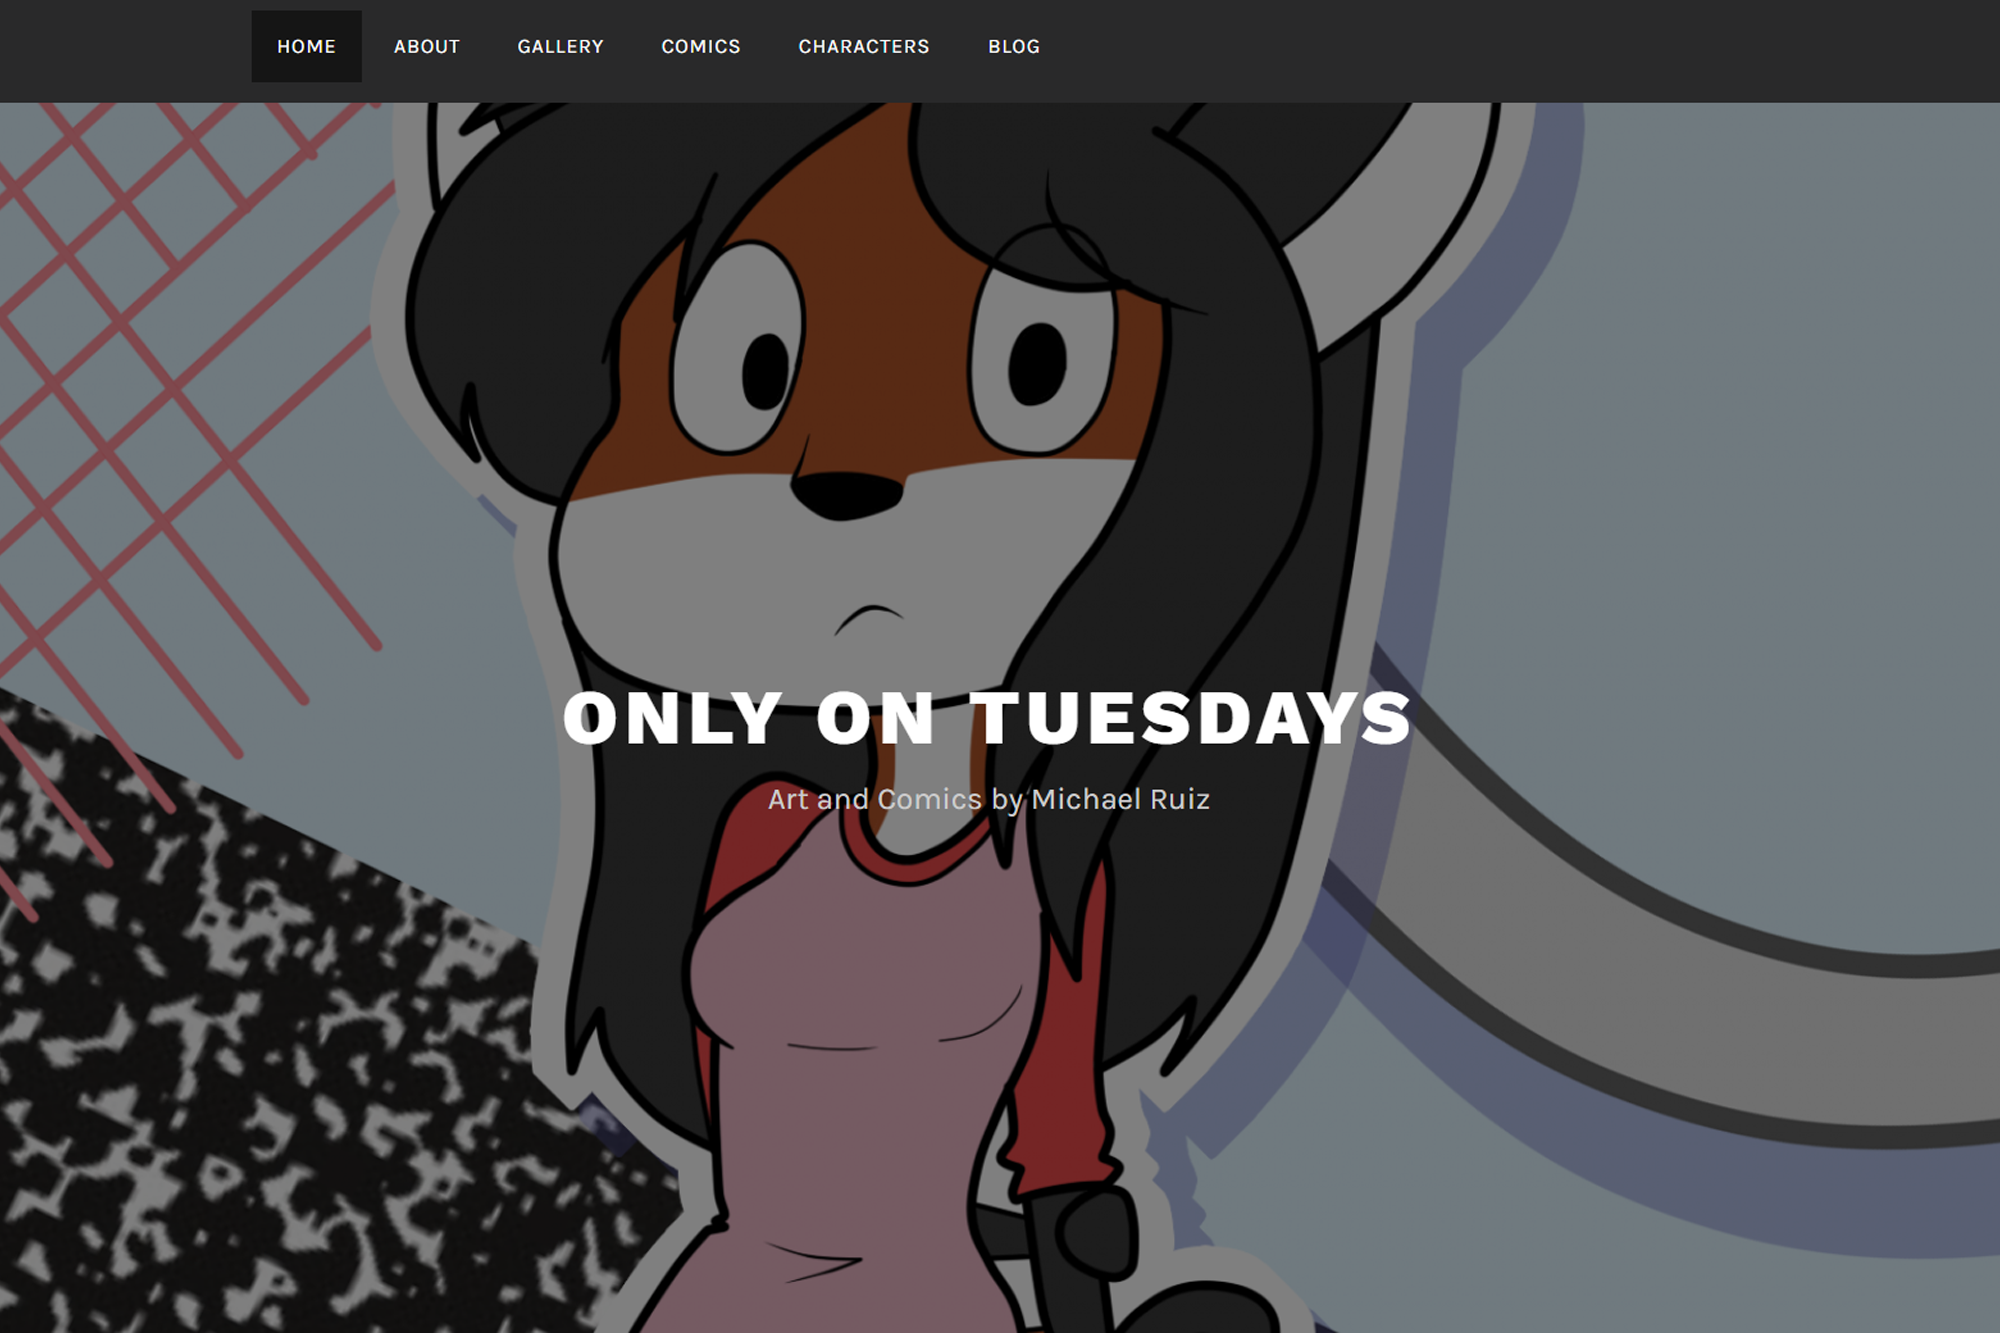 HOME ABOUT GALLERY COMICS CHARACTERS BLOG
ONLY ON TUESDAYS
Art and Comics by Michael Ruiz